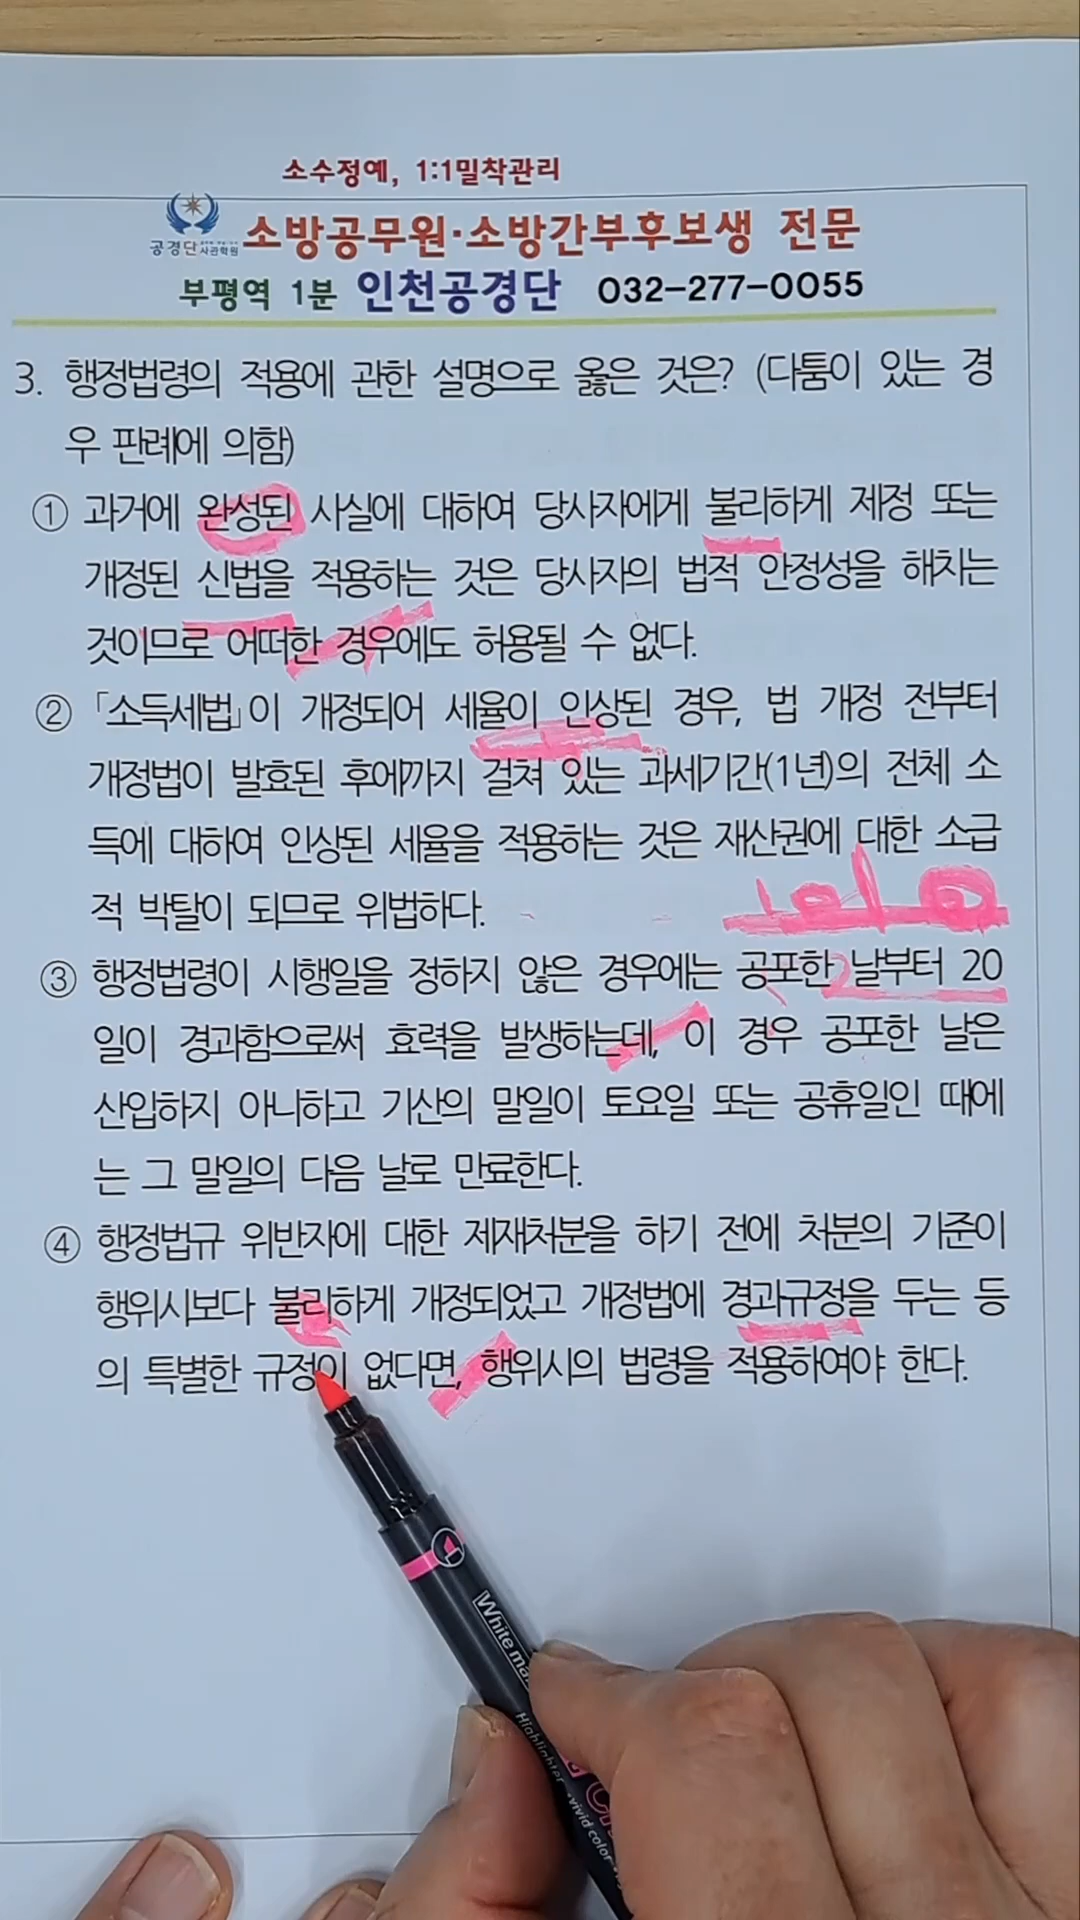 소수정예, 1:1밀착관리
공경단 사관학원
소방공무원·소방간부후보생 전문
부평역 1분 인천공경단 032-277-0055
3. 행정법령의 적용에 관한 설명으로 옳은 것은? (다툼이 있는 경
우 판례에 의함)
① 과거에 완성된 사실에 대하여 당사자에게 불리하게 제정 또는
개정된 신법을 적용하는 것은 당사자의 법적 안정성을 해치는
것이므로 어떠한 경우에도 허용될 수 없다.
② 「소득세법」이 개정되어 세율이 인상된 경우, 법 개정 전부터
개정법이 발효된 후에까지 걸쳐 있는 과세기간(1년)의 전체 소
득에 대하여 인상된 세율을 적용하는 것은 재산권에 대한 소급
적 박탈이 되므로 위법하다.
③ 행정법령이 시행일을 정하지 않은 경우에는 공포한 날부터 20
일이 경과함으로써 효력을 발생하는데, 이 경우 공포한 날은
산입하지 아니하고 기산의 말일이 토요일 또는 공휴일인 때에
는 그 말일의 다음 날로 만료한다.
④ 행정법규 위반자에 대한 제재처분을 하기 전에 처분의 기준이
행위시보다 불리하게 개정되었고 개정법에 경과규정을 두는 등
의 특별한 규정이 없다면, 행위시의 법령을 적용하여야 한다.
White
Highlighter
vivid color